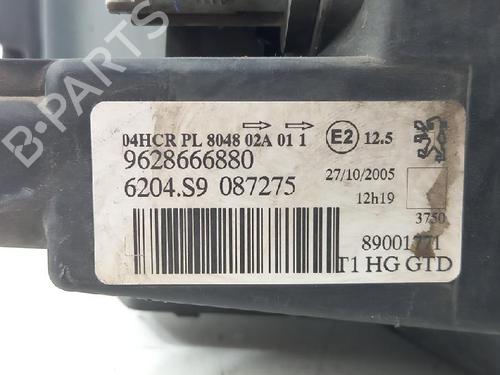 04HCR PL 8048 02A 01 1 E2 12.5
9628666880
6204.S9 087275
27/10/2005
12h19
3750
89001771
T1 HG GTD
B-PARTS